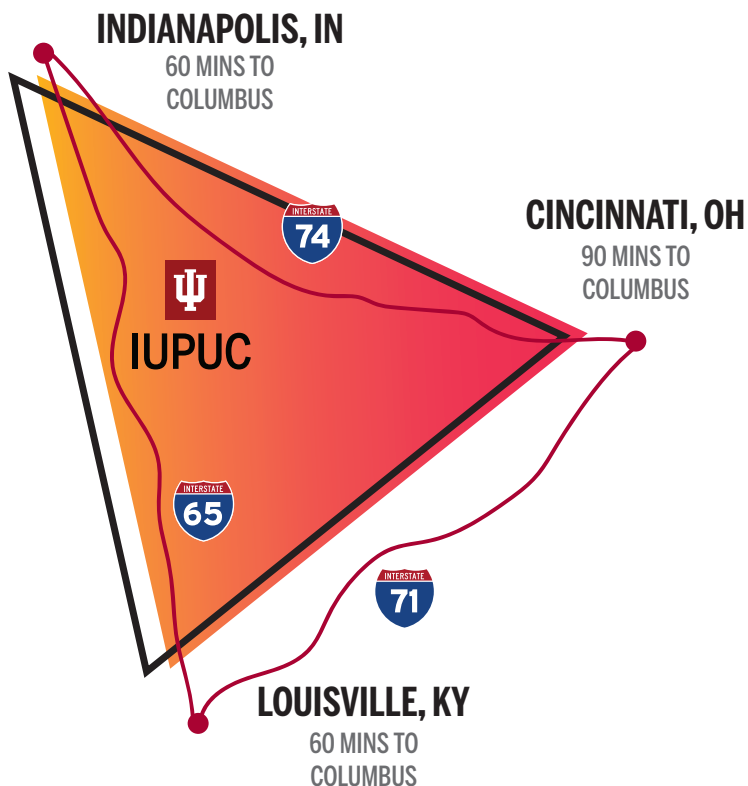 INDIANAPOLIS, IN
60 MINS TO
COLUMBUS
INTERSTATE
74
CINCINNATI, OH
90 MINS TO
COLUMBUS
IU
IUPUC
INTERSTATE
65
INTERSTATE
71
LOUISVILLE, KY
60 MINS TO
COLUMBUS